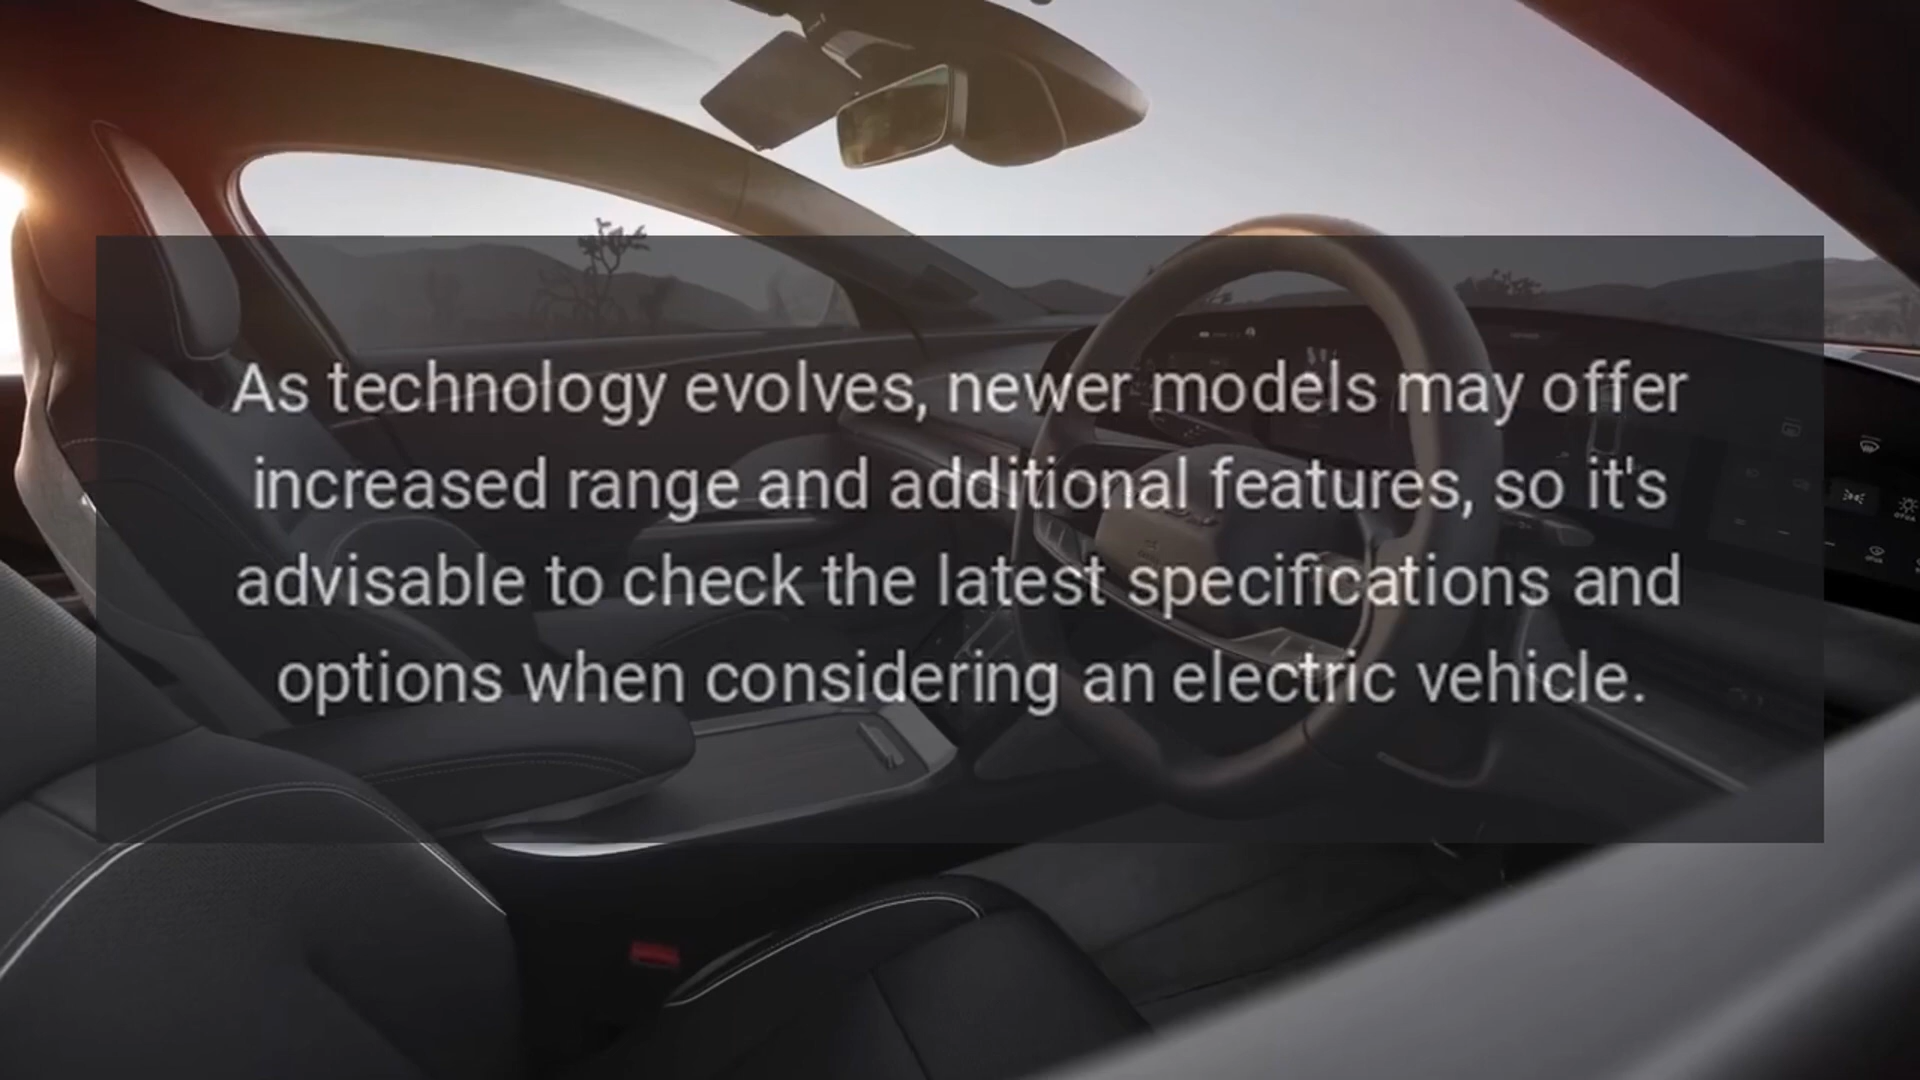 As technology evolves, newer models may offer
increased range and additional features, so it's
advisable to check the latest specifications and
options when considering an electric vehicle.